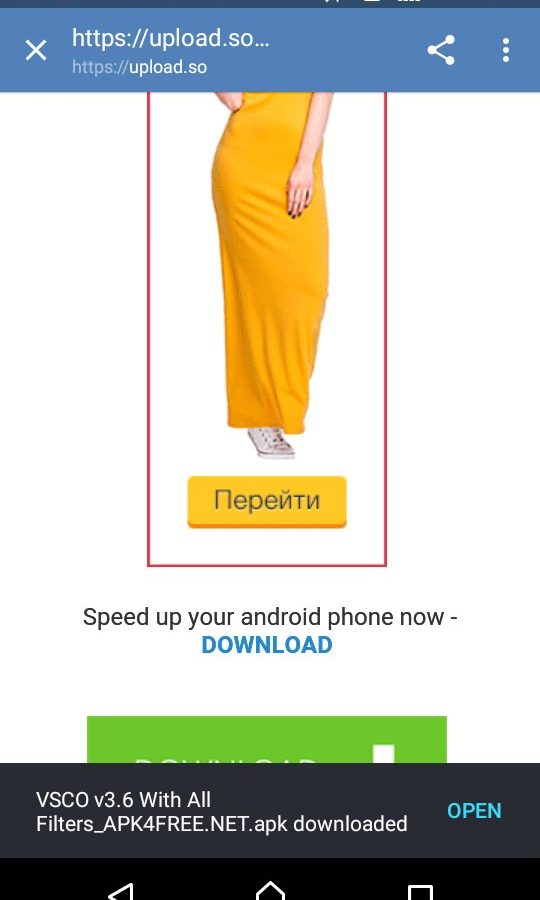 https://upload.so...
https://upload.so
Перейти
Speed up your android phone now -
DOWNLOAD
DOWNLOAD
VSCO v3.6 With All
Filters_APK4FREE.NET.apk downloaded
OPEN